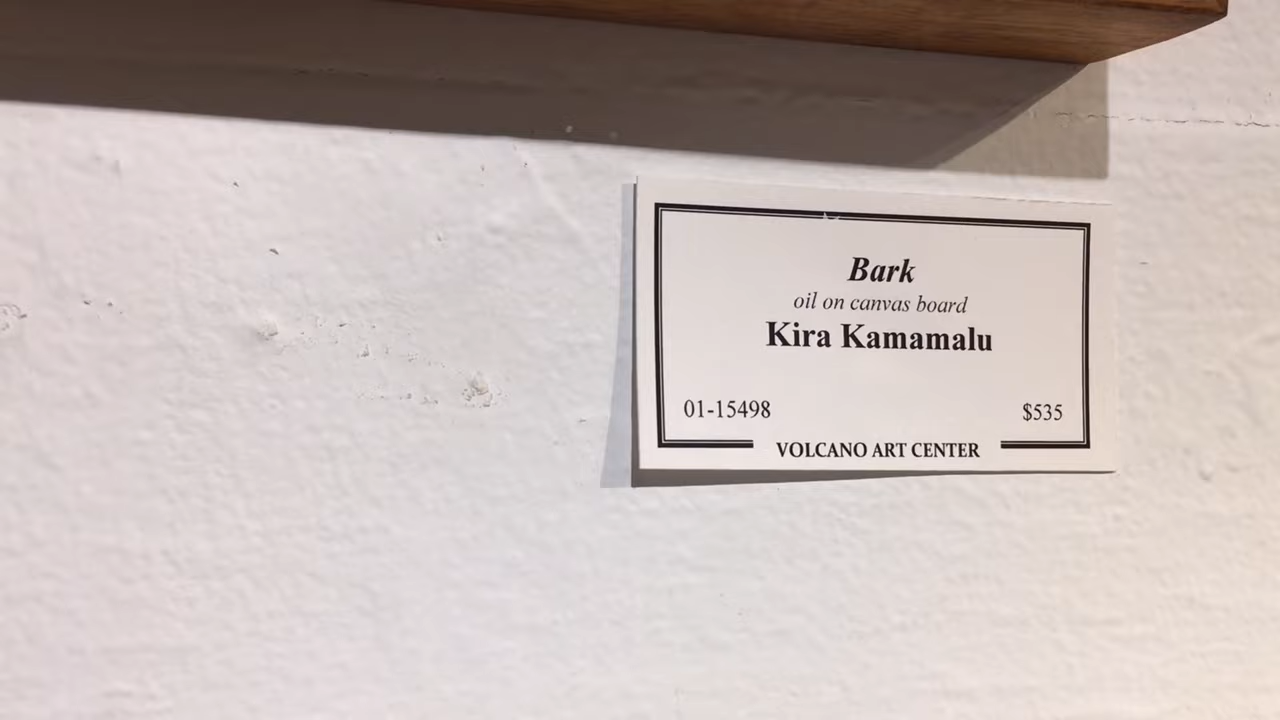 Bark
oil on canvas board
Kira Kamamalu
01-15498 $535
VOLCANO ART CENTER